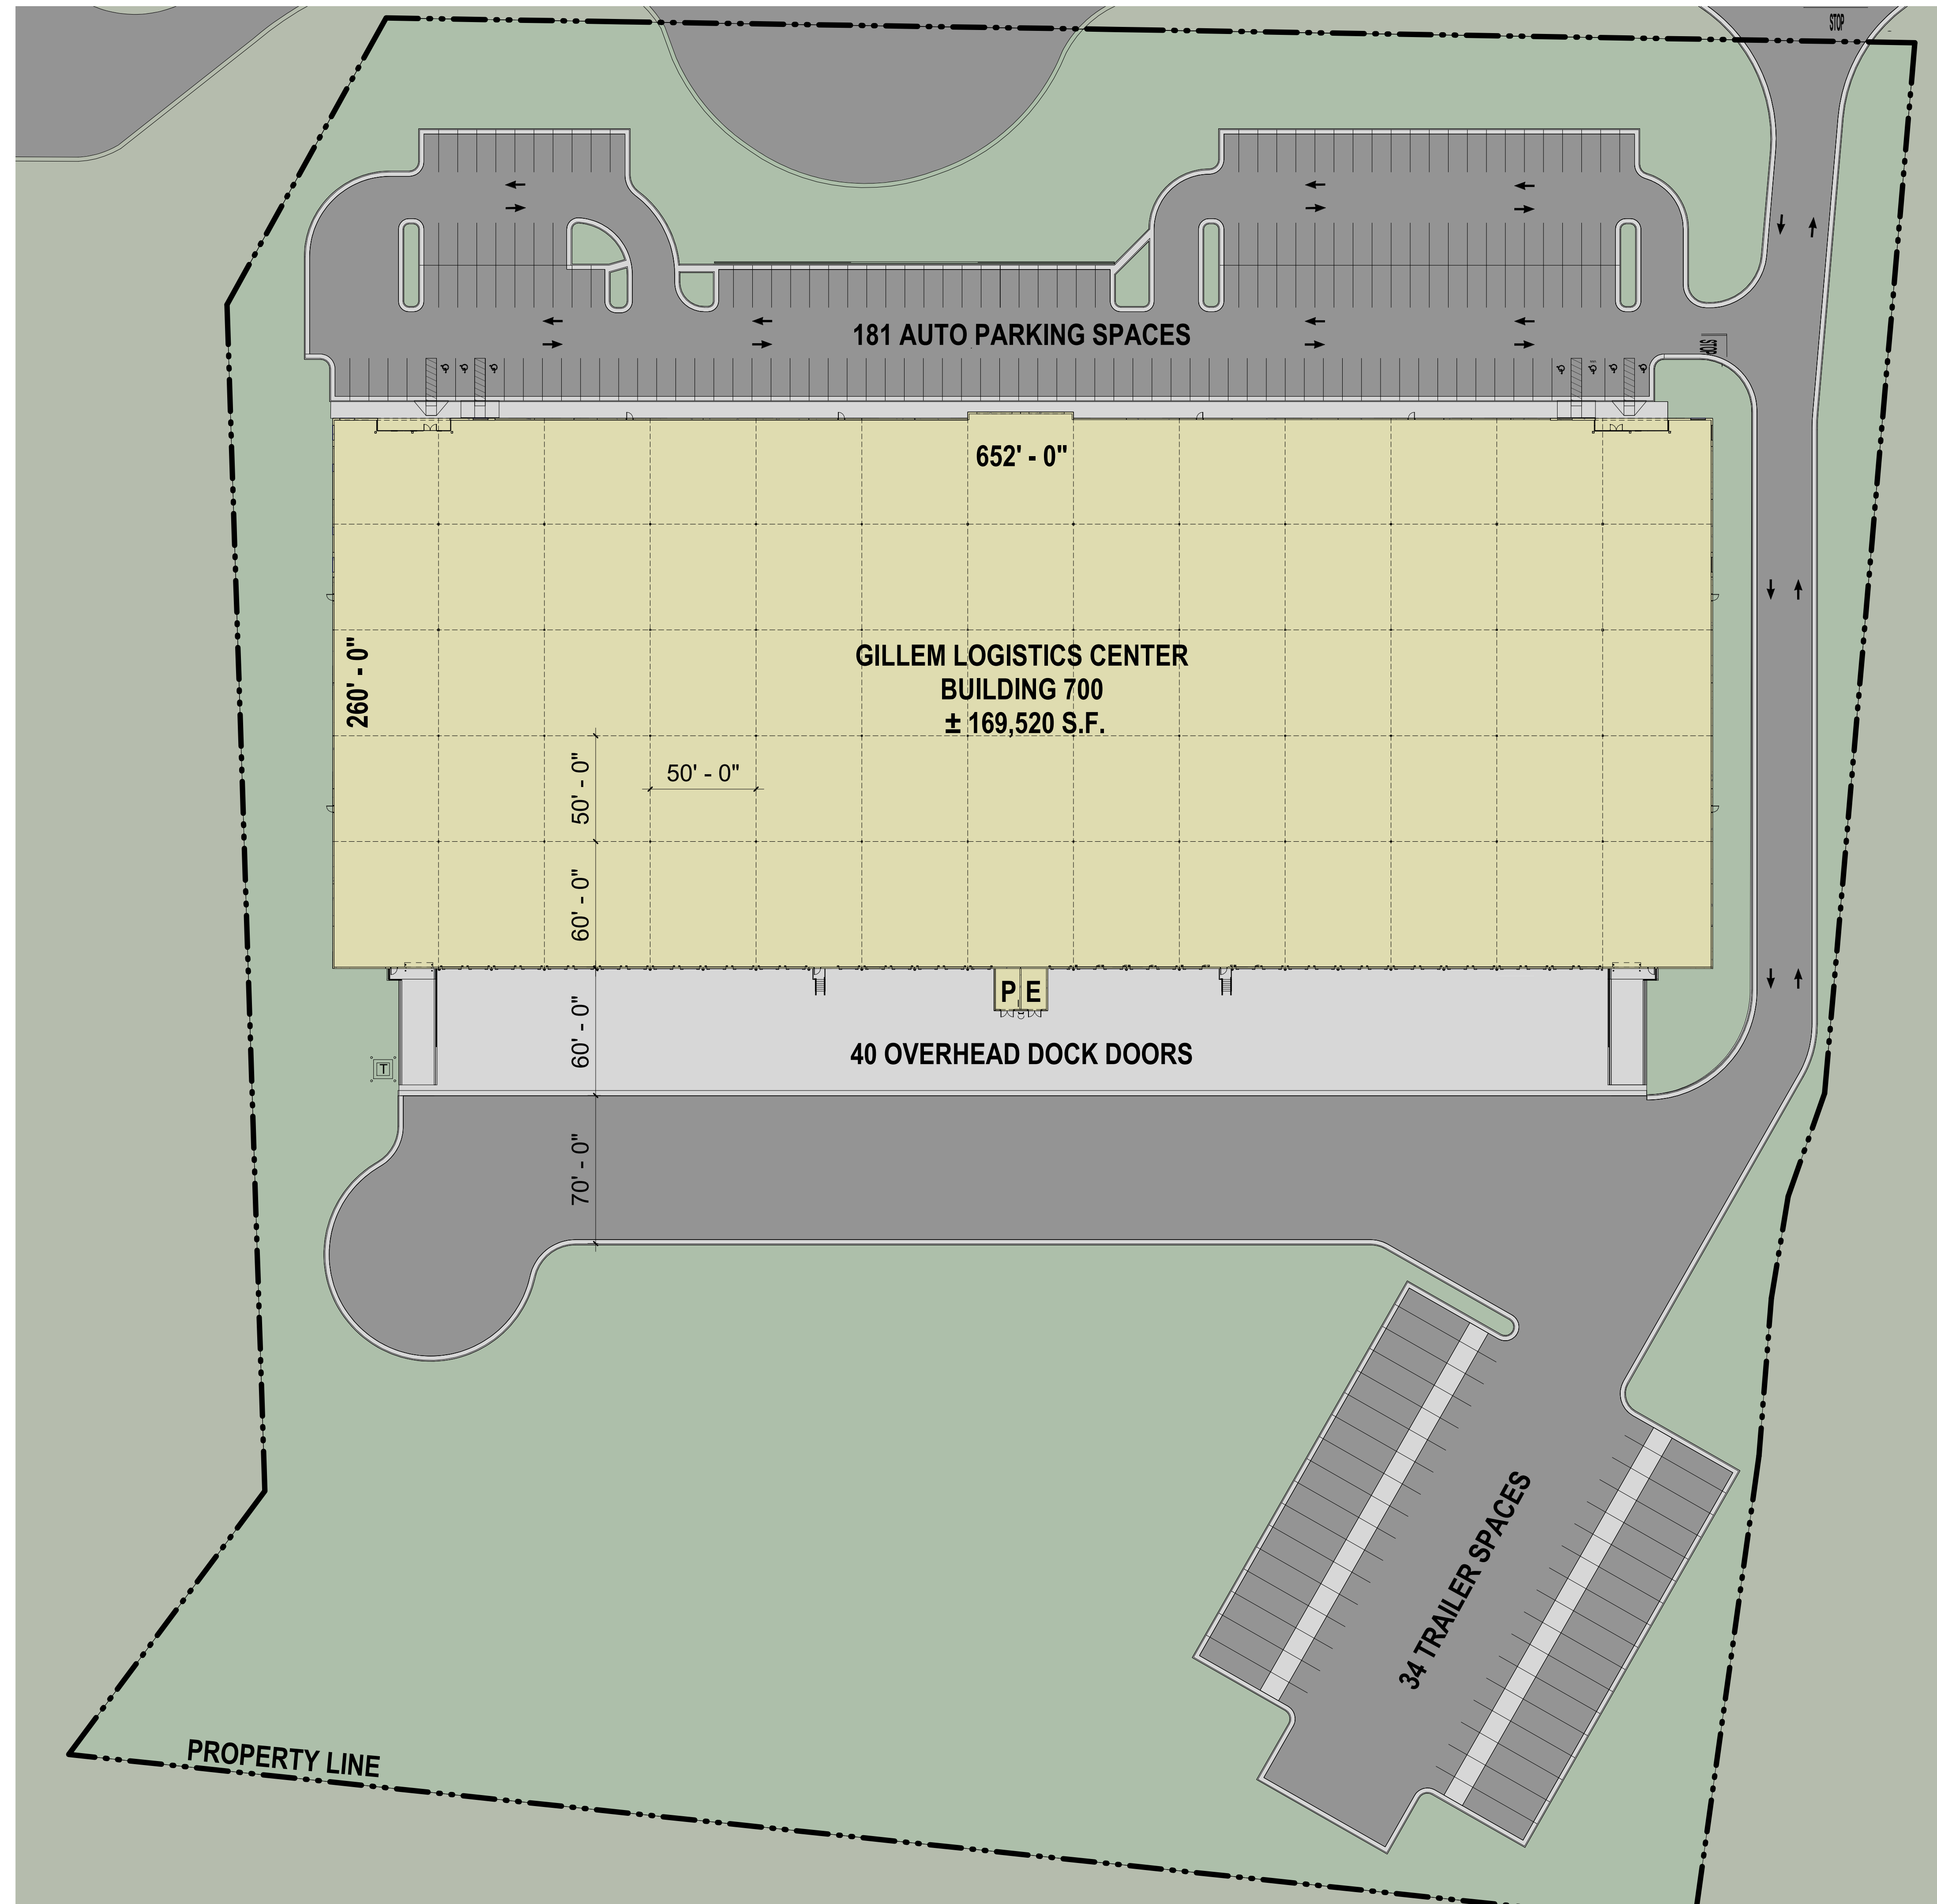 STOP
181 AUTO PARKING SPACES
STOP
652' - 0"
260' - 0"
GILLEM LOGISTICS CENTER
BUILDING 700
± 169,520 S.F.
50' - 0"
50' - 0"
60' - 0"
P E
60' - 0"
40 OVERHEAD DOCK DOORS
T
70' - 0"
34 TRAILER SPACES
PROPERTY LINE